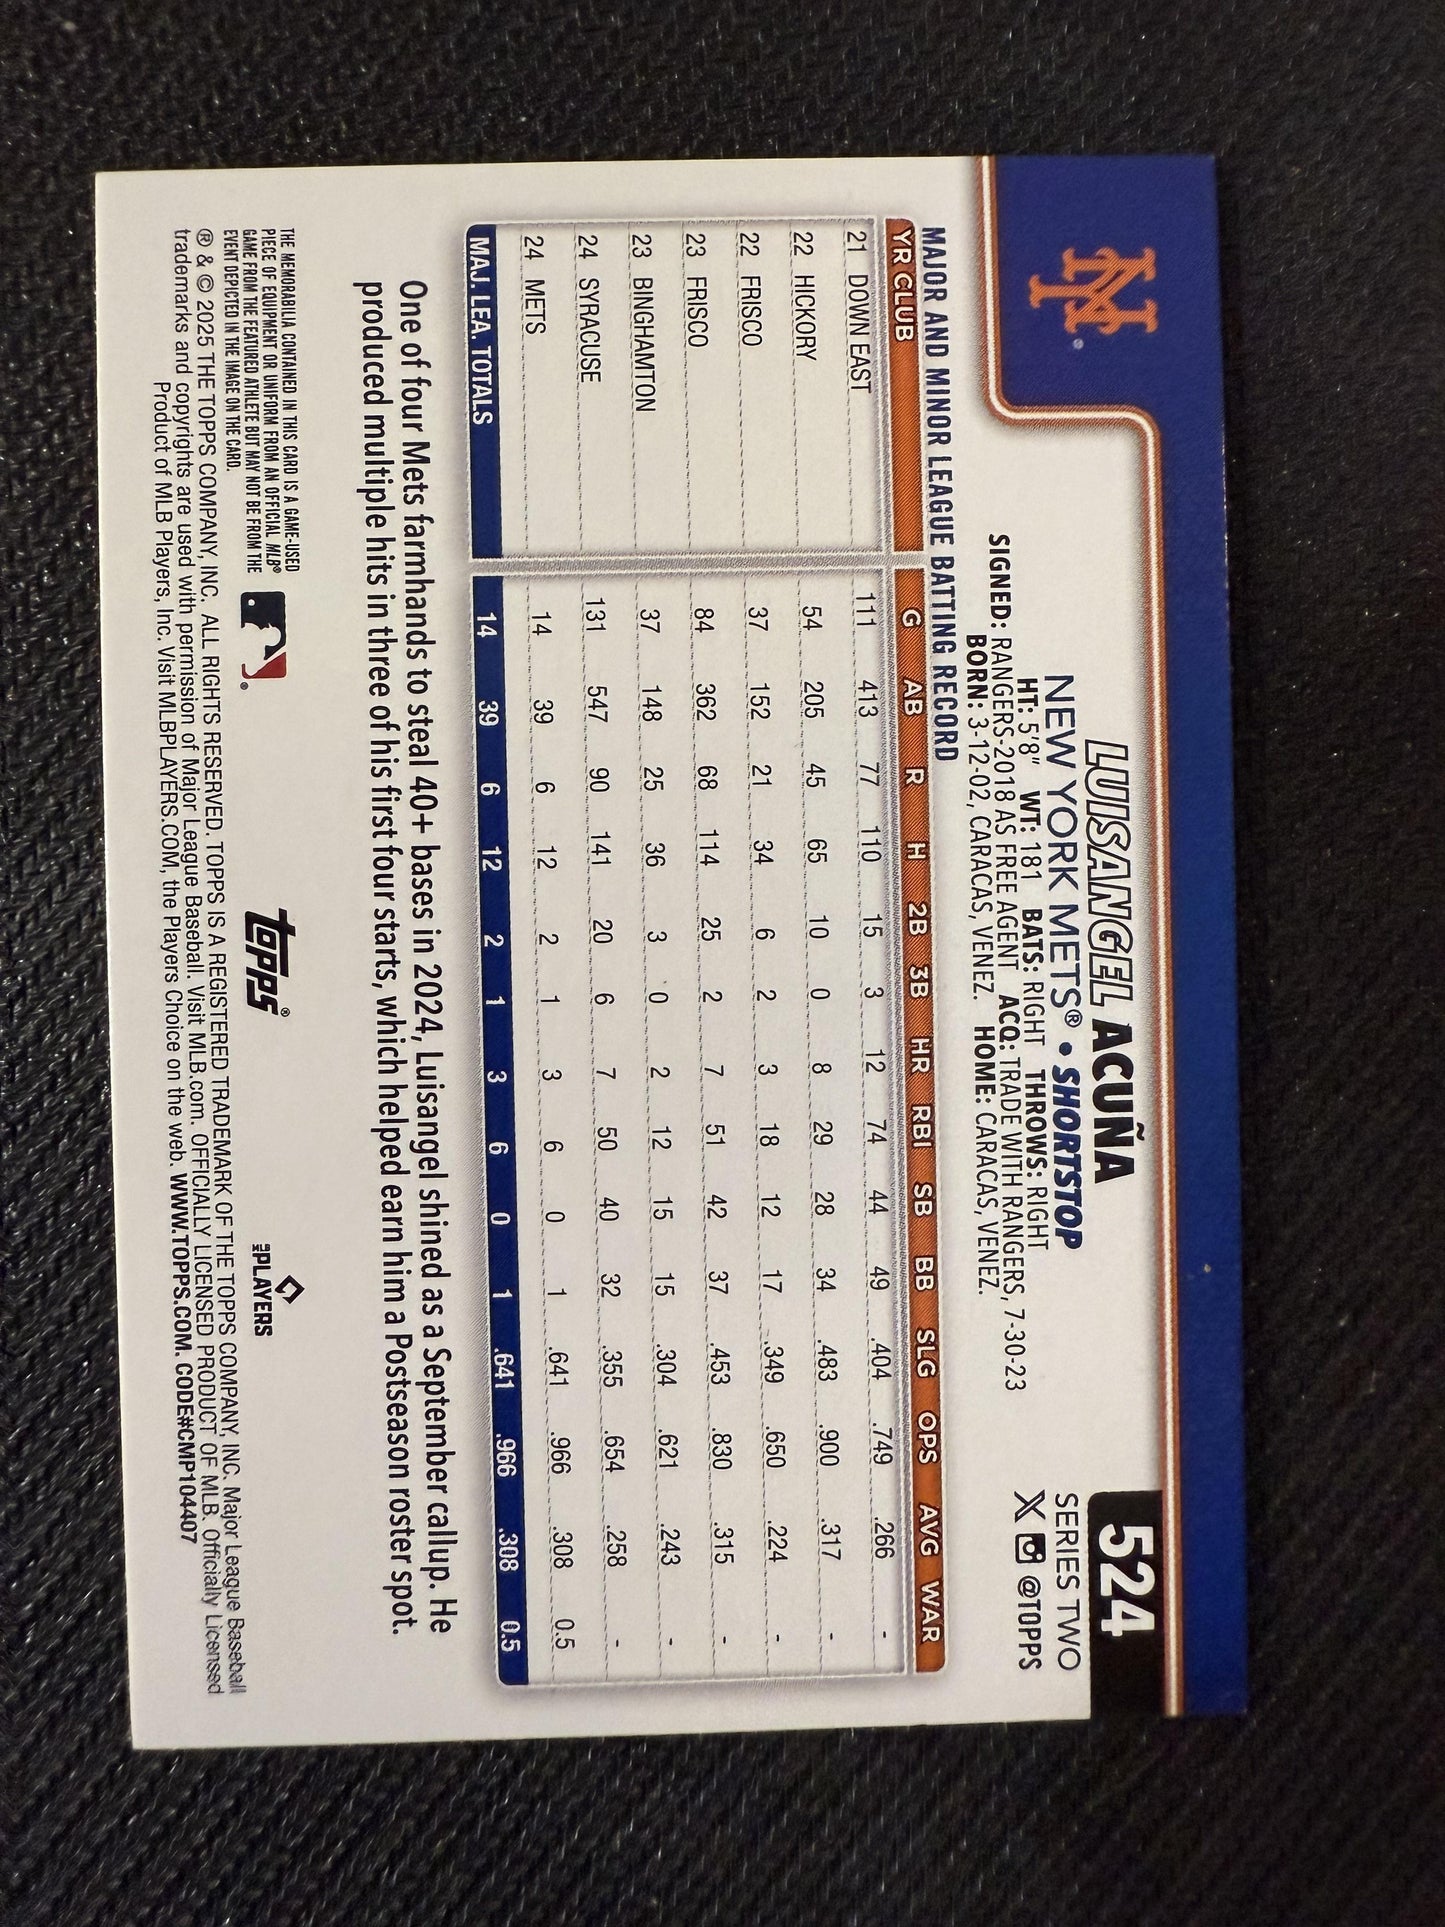 NY
524
LUISANGEL ACUÑA
SERIES TWO
NEW YORK METS® • SHORTSTOP
@TOPPS
HT: 5'8" WT: 181 BATS: RIGHT THROWS: RIGHT
SIGNED: RANGERS-2018 AS FREE AGENT ACQ: TRADE WITH RANGERS, 7-30-23
BORN: 3-12-02, CARACAS, VENEZ. HOME: CARACAS, VENEZ.
MAJOR AND MINOR LEAGUE BATTING RECORD
YR CLUB G AB R H 2B 3B HR RBI SB BB SLG OPS AVG WAR
21 DOWN EAST 111 413 77 110 15 3 12 74 44 49 .404 .749 .266 -
22 HICKORY 54 205 45 65 10 0 8 29 28 34 .483 .900 .317 -
22 FRISCO 37 152 21 34 6 2 3 18 12 17 .349 .650 .224 -
23 FRISCO 84 362 68 114 25 2 7 51 42 37 .453 .830 .315 -
23 BINGHAMTON 37 148 25 36 3 0 2 12 15 15 .304 .621 .243 -
24 SYRACUSE 131 547 90 141 20 6 7 50 40 32 .355 .654 .258 -
24 METS 14 39 6 12 2 1 3 6 0 1 .641 .966 .308 0.5
MAJ. LEA. TOTALS 14 39 6 12 2 1 3 6 0 1 .641 .966 .308 0.5
One of four Mets farmhands to steal 40+ bases in 2024, Luisangel shined as a September callup. He
produced multiple hits in three of his first four starts, which helped earn him a Postseason roster spot.
THE MEMORABILIA CONTAINED IN THIS CARD IS A GAME-USED
PIECE OF EQUIPMENT OR UNIFORM FROM AN OFFICIAL MLB®
GAME FROM THE FEATURED ATHLETE BUT MAY NOT BE FROM THE
EVENT DEPICTED IN THE IMAGE ON THE CARD.
topps®
MLB PLAYERS
® & © 2025 THE TOPPS COMPANY, INC. ALL RIGHTS RESERVED. TOPPS IS A REGISTERED TRADEMARK OF THE TOPPS COMPANY, INC. Major League Baseball
trademarks and copyrights are used with permission of Major League Baseball. Visit MLB.com. OFFICIALLY LICENSED PRODUCT OF MLB. Officially Licensed
Product of MLB Players, Inc. Visit MLBPLAYERS.COM, the Players Choice on the web. WWW.TOPPS.COM. CODE#CMP104407